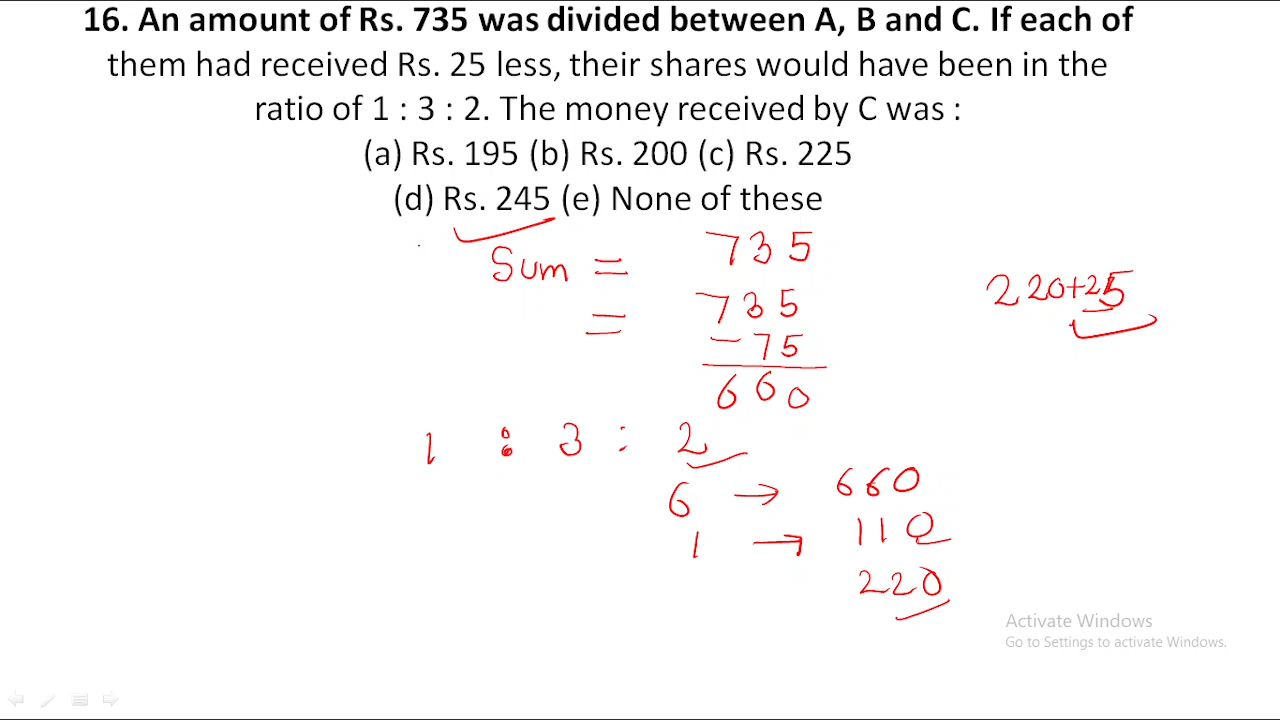 16. An amount of Rs. 735 was divided between A, B and C. If each of
them had received Rs. 25 less, their shares would have been in the
ratio of 1 : 3 : 2. The money received by C was :
(a) Rs. 195 (b) Rs. 200 (c) Rs. 225
(d) Rs. 245 (e) None of these
Sum = 735
= 735
- 75
660
220+25
1 : 3 : 2
6 → 660
1 → 110
220
Activate Windows
Go to Settings to activate Windows.